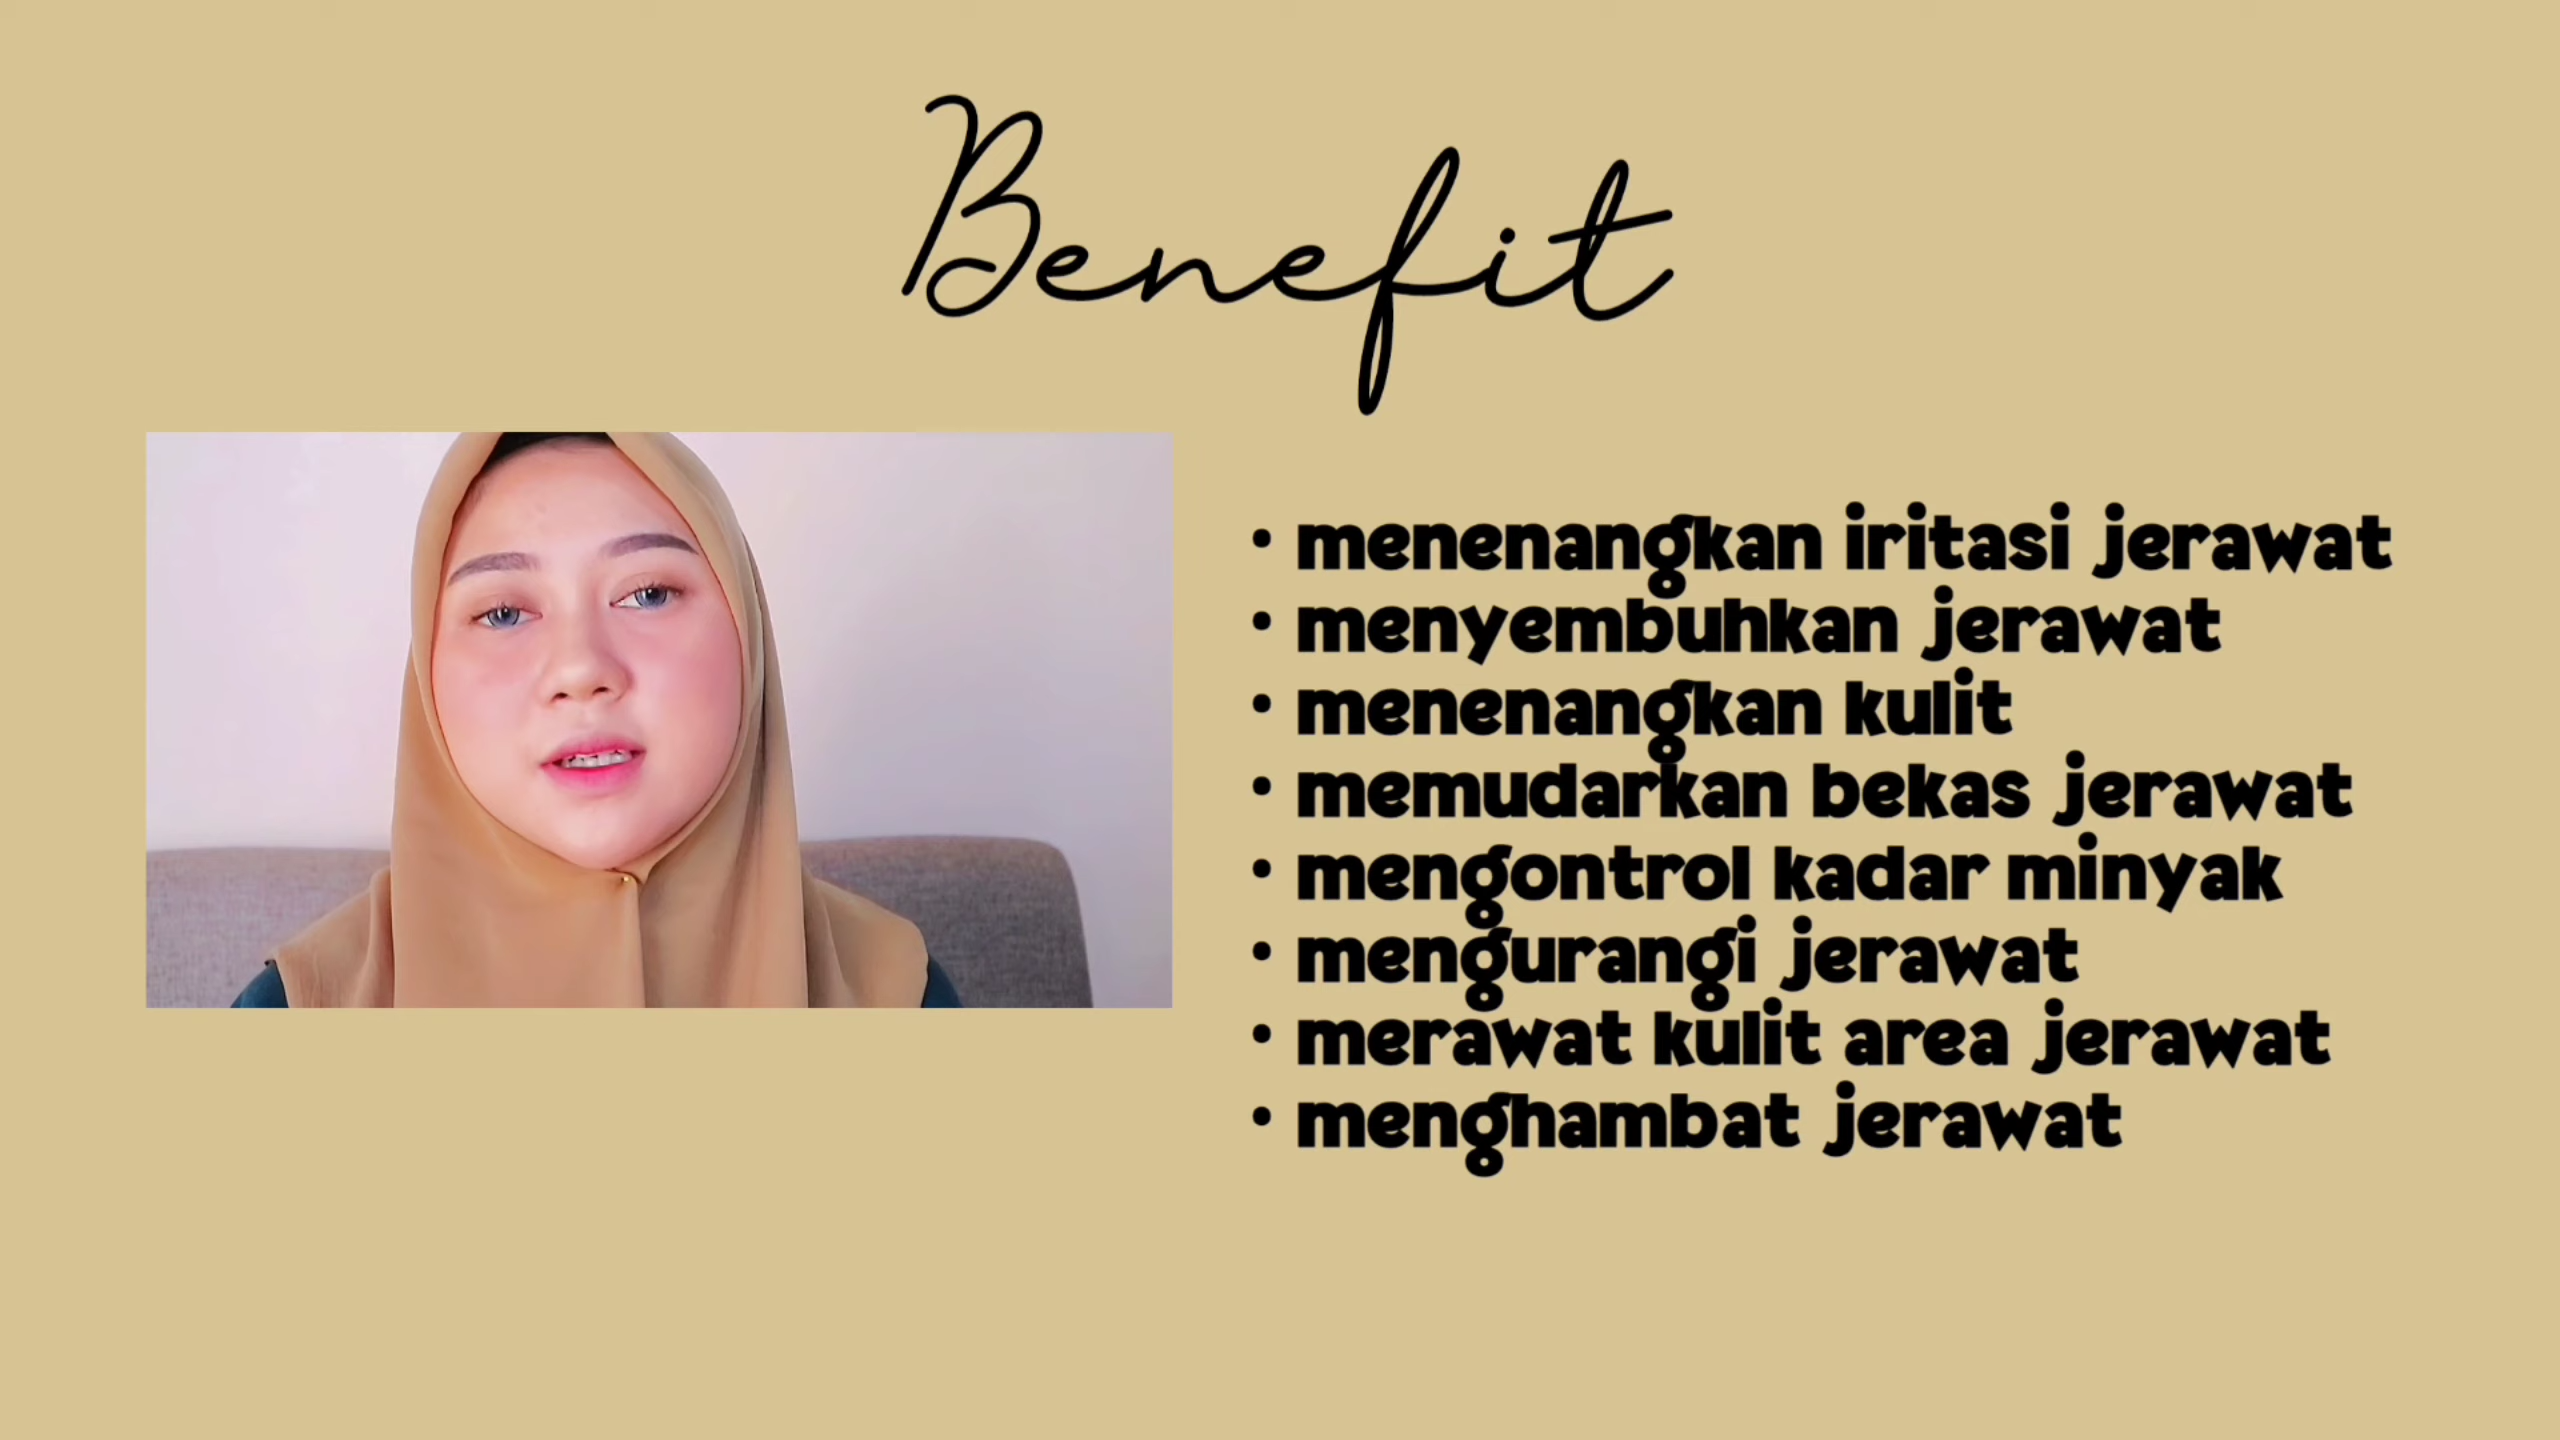 Benefit
• menenangkan iritasi jerawat
• menyembuhkan jerawat
• menenangkan kulit
• memudarkan bekas jerawat
• mengontrol kadar minyak
• mengurangi jerawat
• merawat kulit area jerawat
• menghambat jerawat